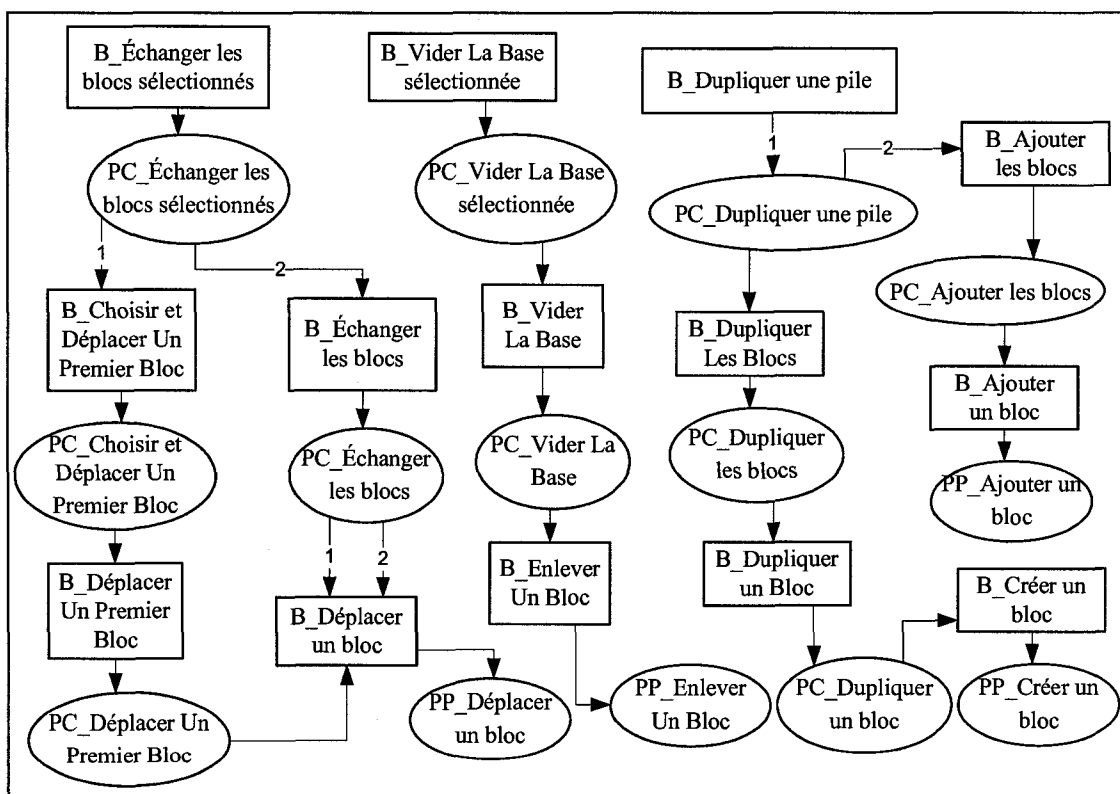 B_Échanger les
blocs sélectionnés
B_Vider La Base
sélectionnée
B_Dupliquer une pile
1
2
B_Ajouter
les blocs
PC_Échanger les
blocs sélectionnés
PC_Vider La Base
sélectionnée
PC_Dupliquer une pile
1
2
B_Choisir et
Déplacer Un
Premier Bloc
B_Échanger
les blocs
B_Vider
La Base
B_Dupliquer
Les Blocs
PC_Ajouter les blocs
B_Ajouter
un bloc
PC_Choisir et
Déplacer Un
Premier Bloc
PC_Échanger
les blocs
PC_Vider La
Base
PC_Dupliquer
les blocs
PP_Ajouter un
bloc
1
2
B_Déplacer
Un Premier
Bloc
B_Déplacer
un bloc
B_Enlever
Un Bloc
B_Dupliquer
un Bloc
B_Créer un
bloc
PC_Déplacer Un
Premier Bloc
PP_Déplacer
un bloc
PP_Enlever
Un Bloc
PC_Dupliquer
un bloc
PP_Créer un
bloc